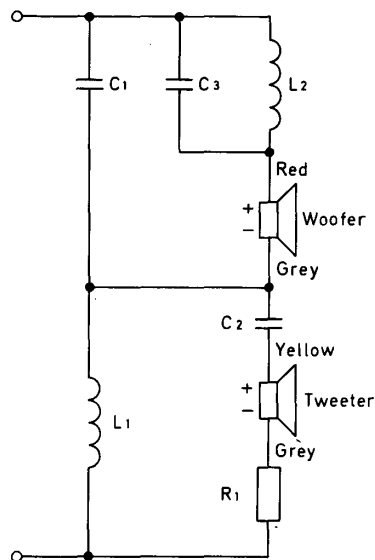 C1
C3
L2
Red
+
Woofer
−
Grey
C2
Yellow
+
Tweeter
−
L1
Grey
R1